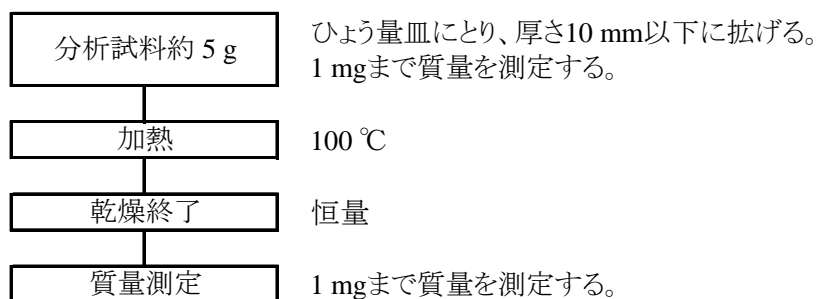 分析試料約 5 g
ひょう量皿にとり、厚さ10 mm以下に拡げる。
1 mgまで質量を測定する。
加熱
100 ℃
乾燥終了
恒量
質量測定
1 mgまで質量を測定する。